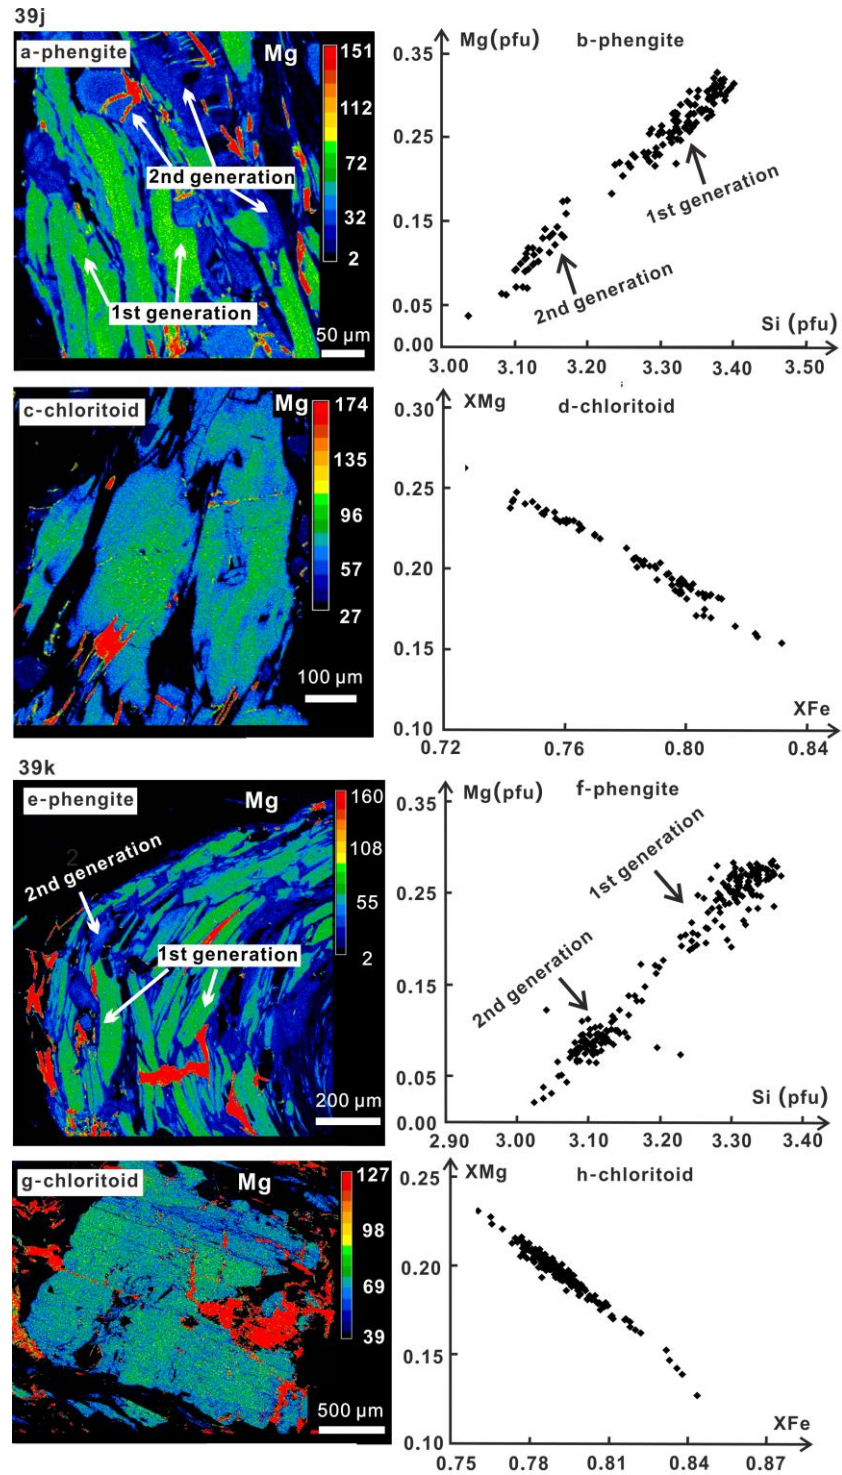 39j
a-phengite
Mg
151
112
72
32
2
2nd generation
1st generation
50 µm
Mg(pfu)
b-phengite
0.35
0.25
0.15
0.05
0.00
1st generation
2nd generation
Si (pfu)
3.00 3.10 3.20 3.30 3.40 3.50
c-chloritoid
Mg
174
135
96
57
27
100 µm
XMg
d-chloritoid
0.30
0.25
0.20
0.15
0.10
XFe
0.72 0.76 0.80 0.84
39k
e-phengite
Mg
160
108
55
2
2
2nd generation
1st generation
200 µm
Mg(pfu)
f-phengite
0.35
0.25
0.15
0.05
0.00
1st generation
2nd generation
Si (pfu)
2.90 3.00 3.10 3.20 3.30 3.40
g-chloritoid
Mg
127
98
69
39
500 µm
XMg
h-chloritoid
0.25
0.20
0.15
0.10
XFe
0.75 0.78 0.81 0.84 0.87